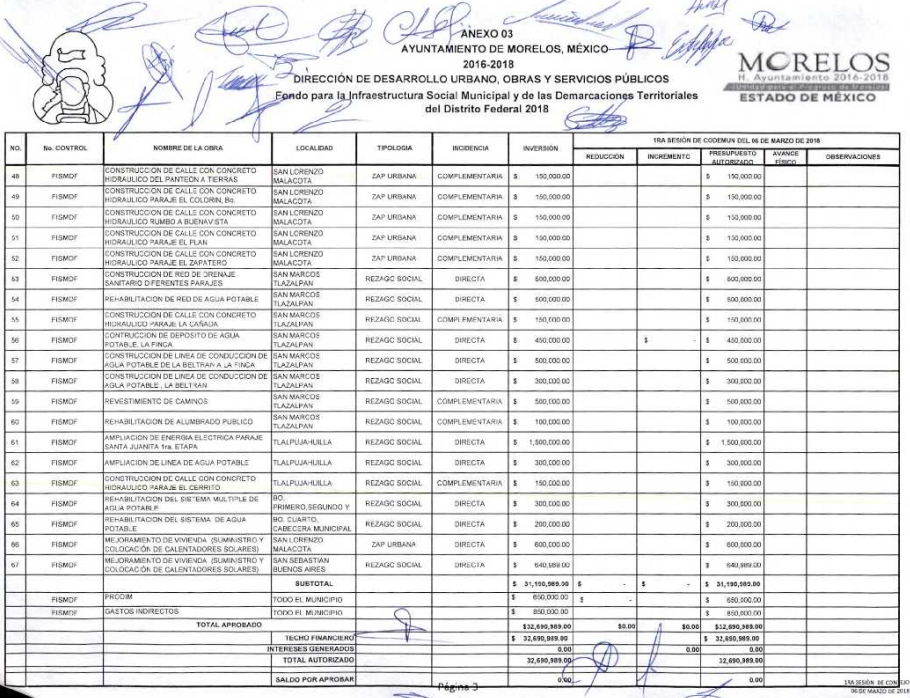 ANEXO 03
AYUNTAMIENTO DE MORELOS, MÉXICO
2016-2018
DIRECCIÓN DE DESARROLLO URBANO, OBRAS Y SERVICIOS PÚBLICOS
Fondo para la Infraestructura Social Municipal y de las Demarcaciones Territoriales
del Distrito Federal 2018
MORELOS
H. Ayuntamiento 2016-2018
ESTADO DE MÉXICO
NO. No. CONTROL NOMBRE DE LA OBRA LOCALIDAD TIPOLOGIA INCIDENCIA INVERSIÓN 1RA SESIÓN DE CODEMUN DEL 06 DE MARZO DE 2018
REDUCCIÓN INCREMENTO PRESUPUESTO AUTORIZADO AVANCE FÍSICO OBSERVACIONES
48 FISMDF CONSTRUCCION DE CALLE CON CONCRETO HIDRAULICO DEL PANTEON A TIERRAS SAN LORENZO MALACOTA ZAP URBANA COMPLEMENTARIA $ 150,000.00 $ 150,000.00
49 FISMDF CONSTRUCCION DE CALLE CON CONCRETO HIDRAULICO PARAJE EL COLORIN, Bo. SAN LORENZO MALACOTA ZAP URBANA COMPLEMENTARIA $ 150,000.00 $ 150,000.00
50 FISMDF CONSTRUCCION DE CALLE CON CONCRETO HIDRAULICO RUMBO A BUENAVISTA SAN LORENZO MALACOTA ZAP URBANA COMPLEMENTARIA $ 150,000.00 $ 150,000.00
51 FISMDF CONSTRUCCION DE CALLE CON CONCRETO HIDRAULICO PARAJE EL PLAN SAN LORENZO MALACOTA ZAP URBANA COMPLEMENTARIA $ 150,000.00 $ 150,000.00
52 FISMDF CONSTRUCCION DE CALLE CON CONCRETO HIDRAULICO PARAJE EL ZAPATERO SAN LORENZO MALACOTA ZAP URBANA COMPLEMENTARIA $ 150,000.00 $ 150,000.00
53 FISMDF CONSTRUCCION DE RED DE DRENAJE SANITARIO DIFERENTES PARAJES SAN MARCOS TLAZALPAN REZAGO SOCIAL DIRECTA $ 500,000.00 $ 500,000.00
54 FISMDF REHABILITACION DE RED DE AGUA POTABLE SAN MARCOS TLAZALPAN REZAGO SOCIAL DIRECTA $ 500,000.00 $ 500,000.00
55 FISMDF CONSTRUCCION DE CALLE CON CONCRETO HIDRAULICO PARAJE LA CAÑADA SAN MARCOS TLAZALPAN REZAGO SOCIAL COMPLEMENTARIA $ 150,000.00 $ 150,000.00
56 FISMDF CONTRUCCION DE DEPOSITO DE AGUA POTABLE, LA FINCA SAN MARCOS TLAZALPAN REZAGO SOCIAL DIRECTA $ 450,000.00 $ - $ 450,000.00
57 FISMDF CONSTRUCCION DE LINEA DE CONDUCCION DE AGUA POTABLE DE LA BELTRAN A LA FINCA SAN MARCOS TLAZALPAN REZAGO SOCIAL DIRECTA $ 500,000.00 $ 500,000.00
58 FISMDF CONSTRUCCION DE LINEA DE CONDUCCION DE AGUA POTABLE , LA BELTRAN SAN MARCOS TLAZALPAN REZAGO SOCIAL DIRECTA $ 300,000.00 $ 300,000.00
59 FISMDF REVESTIMIENTO DE CAMINOS SAN MARCOS TLAZALPAN REZAGO SOCIAL COMPLEMENTARIA $ 500,000.00 $ 500,000.00
60 FISMDF REHABILITACION DE ALUMBRADO PUBLICO SAN MARCOS TLAZALPAN REZAGO SOCIAL COMPLEMENTARIA $ 100,000.00 $ 100,000.00
61 FISMDF AMPLIACION DE ENERGIA ELECTRICA PARAJE SANTA JUANITA 1ra. ETAPA TLALPUJAHUILLA REZAGO SOCIAL DIRECTA $ 1,500,000.00 $ 1,500,000.00
62 FISMDF AMPLIACION DE LINEA DE AGUA POTABLE TLALPUJAHUILLA REZAGO SOCIAL DIRECTA $ 300,000.00 $ 300,000.00
63 FISMDF CONSTRUCCION DE CALLE CON CONCRETO HIDRAULICO PARAJE EL CERRITO TLALPUJAHUILLA REZAGO SOCIAL COMPLEMENTARIA $ 150,000.00 $ 150,000.00
64 FISMDF REHABILITACION DEL SISTEMA MULTIPLE DE AGUA POTABLE BO. PRIMERO,SEGUNDO Y REZAGO SOCIAL DIRECTA $ 300,000.00 $ 300,000.00
65 FISMDF REHABILITACION DEL SISTEMA DE AGUA POTABLE BO. CUARTO, CABECERA MUNICIPAL REZAGO SOCIAL DIRECTA $ 200,000.00 $ 200,000.00
66 FISMDF MEJORAMIENTO DE VIVIENDA (SUMINISTRO Y COLOCACIÓN DE CALENTADORES SOLARES) SAN LORENZO MALACOTA ZAP URBANA DIRECTA $ 600,000.00 $ 600,000.00
67 FISMDF MEJORAMIENTO DE VIVIENDA (SUMINISTRO Y COLOCACIÓN DE CALENTADORES SOLARES) SAN SEBASTIAN BUENOS AIRES REZAGO SOCIAL DIRECTA $ 640,989.00 $ 640,989.00
SUBTOTAL $ 31,190,989.00 $ - $ - $ 31,190,989.00
FISMDF PRODIM TODO EL MUNICIPIO $ 650,000.00 $ - $ 650,000.00
FISMDF GASTOS INDIRECTOS TODO EL MUNICIPIO $ 850,000.00 $ 850,000.00
TOTAL APROBADO $32,690,989.00 $0.00 $0.00 $32,690,989.00
TECHO FINANCIERO $ 32,690,989.00 $ 32,690,989.00
INTERESES GENERADOS 0.00 0.00 0.00
TOTAL AUTORIZADO 32,690,989.00 32,690,989.00
SALDO POR APROBAR 0.00 0.00
Página 3
1RA SESIÓN DE CONSEJO
06 DE MARZO DE 2018